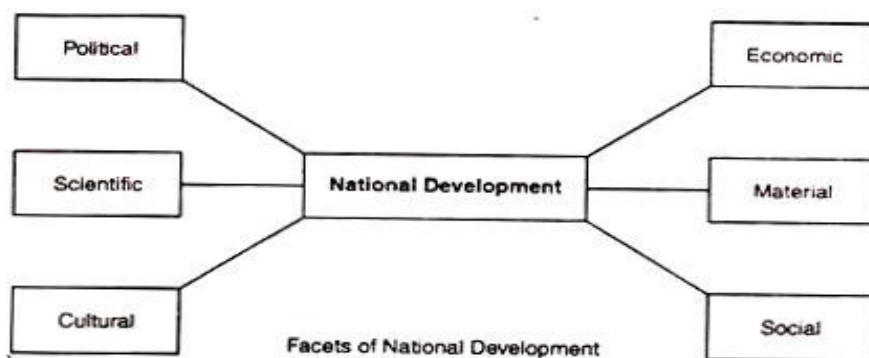 Political
Economic
Scientific
National Development
Material
Cultural
Social
Facets of National Development